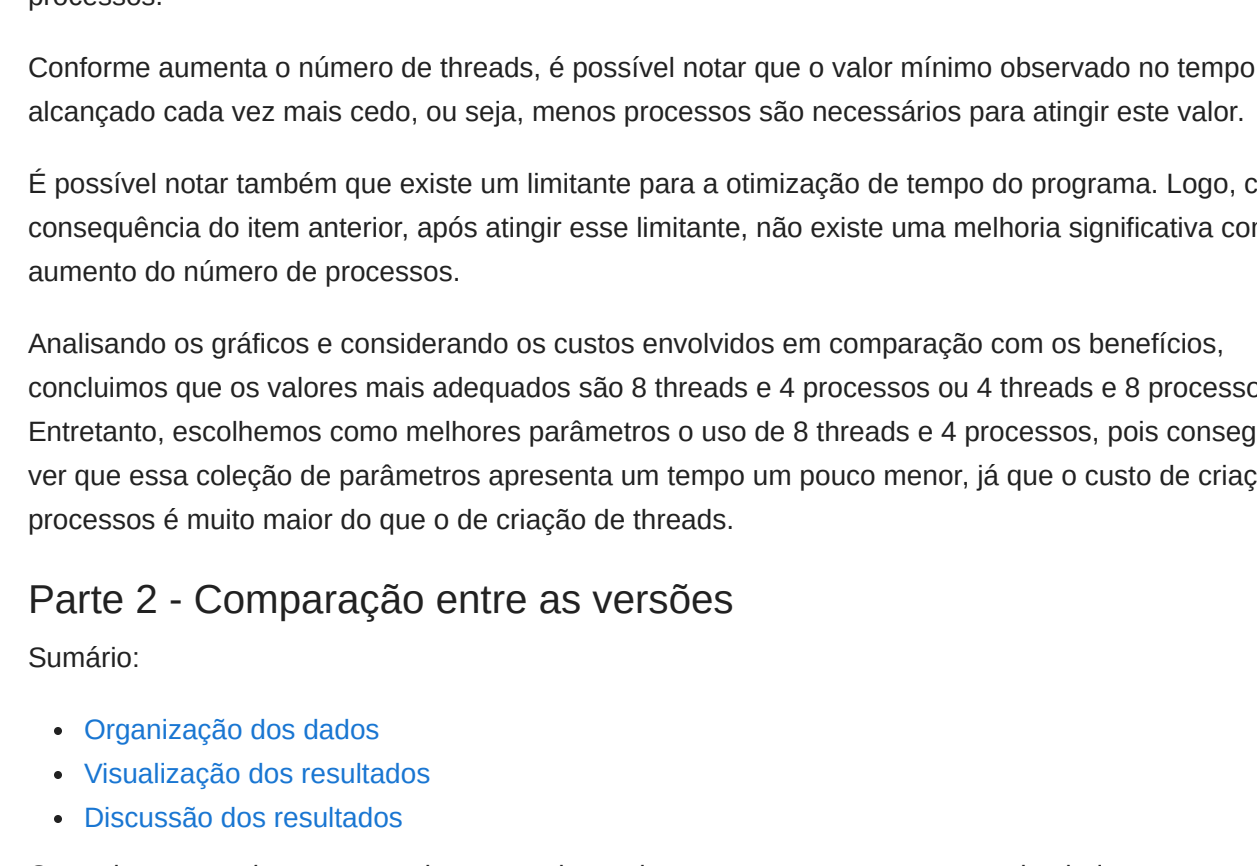 processos.
Conforme aumenta o número de threads, é possível notar que o valor mínimo observado no tempo
alcançado cada vez mais cedo, ou seja, menos processos são necessários para atingir este valor.
É possível notar também que existe um limitante para a otimização de tempo do programa. Logo,
consequência do item anterior, após atingir esse limitante, não existe uma melhoria significativa
aumento do número de processos.
Analisando os gráficos e considerando os custos envolvidos em comparação com os benefícios,
concluimos que os valores mais adequados são 8 threads e 4 processos ou 4 threads e 8
Entretanto, escolhemos como melhores parâmetros o uso de 8 threads e 4 processos, pois
ver que essa coleção de parâmetros apresenta um tempo um pouco menor, já que o custo de
processos é muito maior do que o de criação de threads.
Parte 2 - Comparação entre as versões
Sumário:
• Organização dos dados
• Visualização dos resultados
• Discussão dos resultados